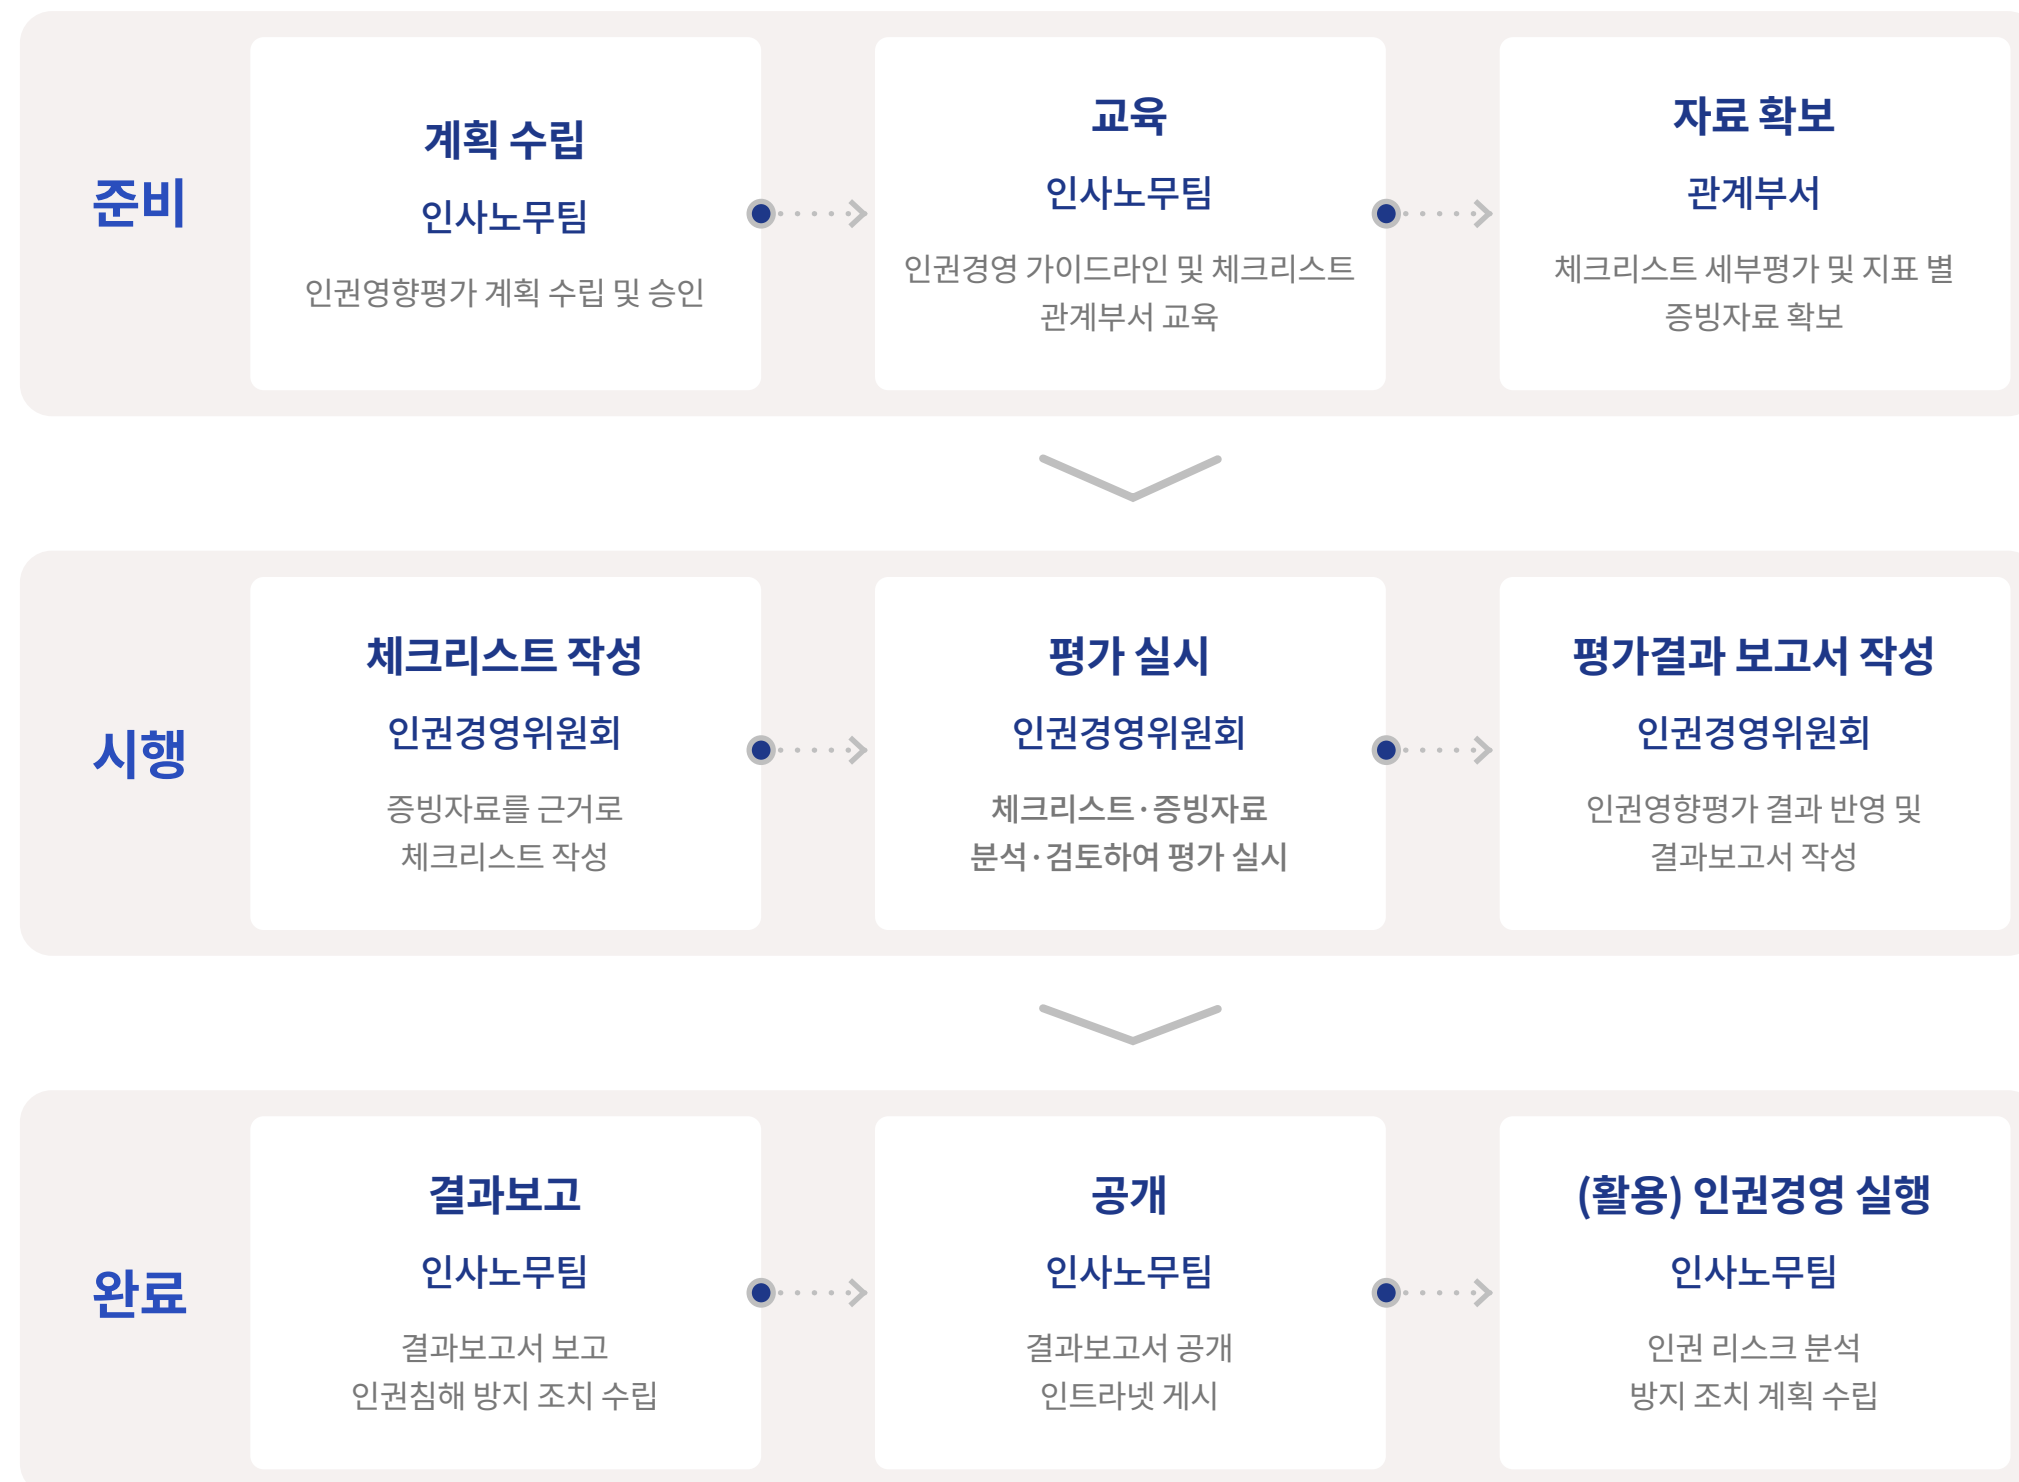 준비
계획 수립
인사노무팀
인권영향평가 계획 수립 및 승인
교육
인사노무팀
인권경영 가이드라인 및 체크리스트
관계부서 교육
자료 확보
관계부서
체크리스트 세부평가 및 지표 별
증빙자료 확보
시행
체크리스트 작성
인권경영위원회
증빙자료를 근거로
체크리스트 작성
평가 실시
인권경영위원회
체크리스트·증빙자료
분석·검토하여 평가 실시
평가결과 보고서 작성
인권경영위원회
인권영향평가 결과 반영 및
결과보고서 작성
완료
결과보고
인사노무팀
결과보고서 보고
인권침해 방지 조치 수립
공개
인사노무팀
결과보고서 공개
인트라넷 게시
(활용) 인권경영 실행
인사노무팀
인권 리스크 분석
방지 조치 계획 수립